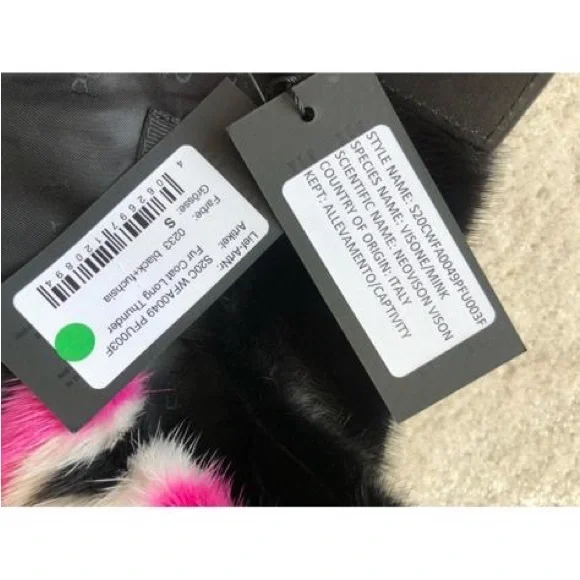 Lief-ArtNr: S20C WFA0049 PFU003F
Artikel: Fur Coat Long Thunder
Farbe: 0233 black+fuchsia
Grösse: S
STYLE NAME: S20CWFA0049PFU003F
SPECIES NAME: VISONE/MINK
SCIENTIFIC NAME: NEOVISON VISON
COUNTRY OF ORIGIN: ITALY
KEPT: ALLEVAMENTO/CAPTIVITY